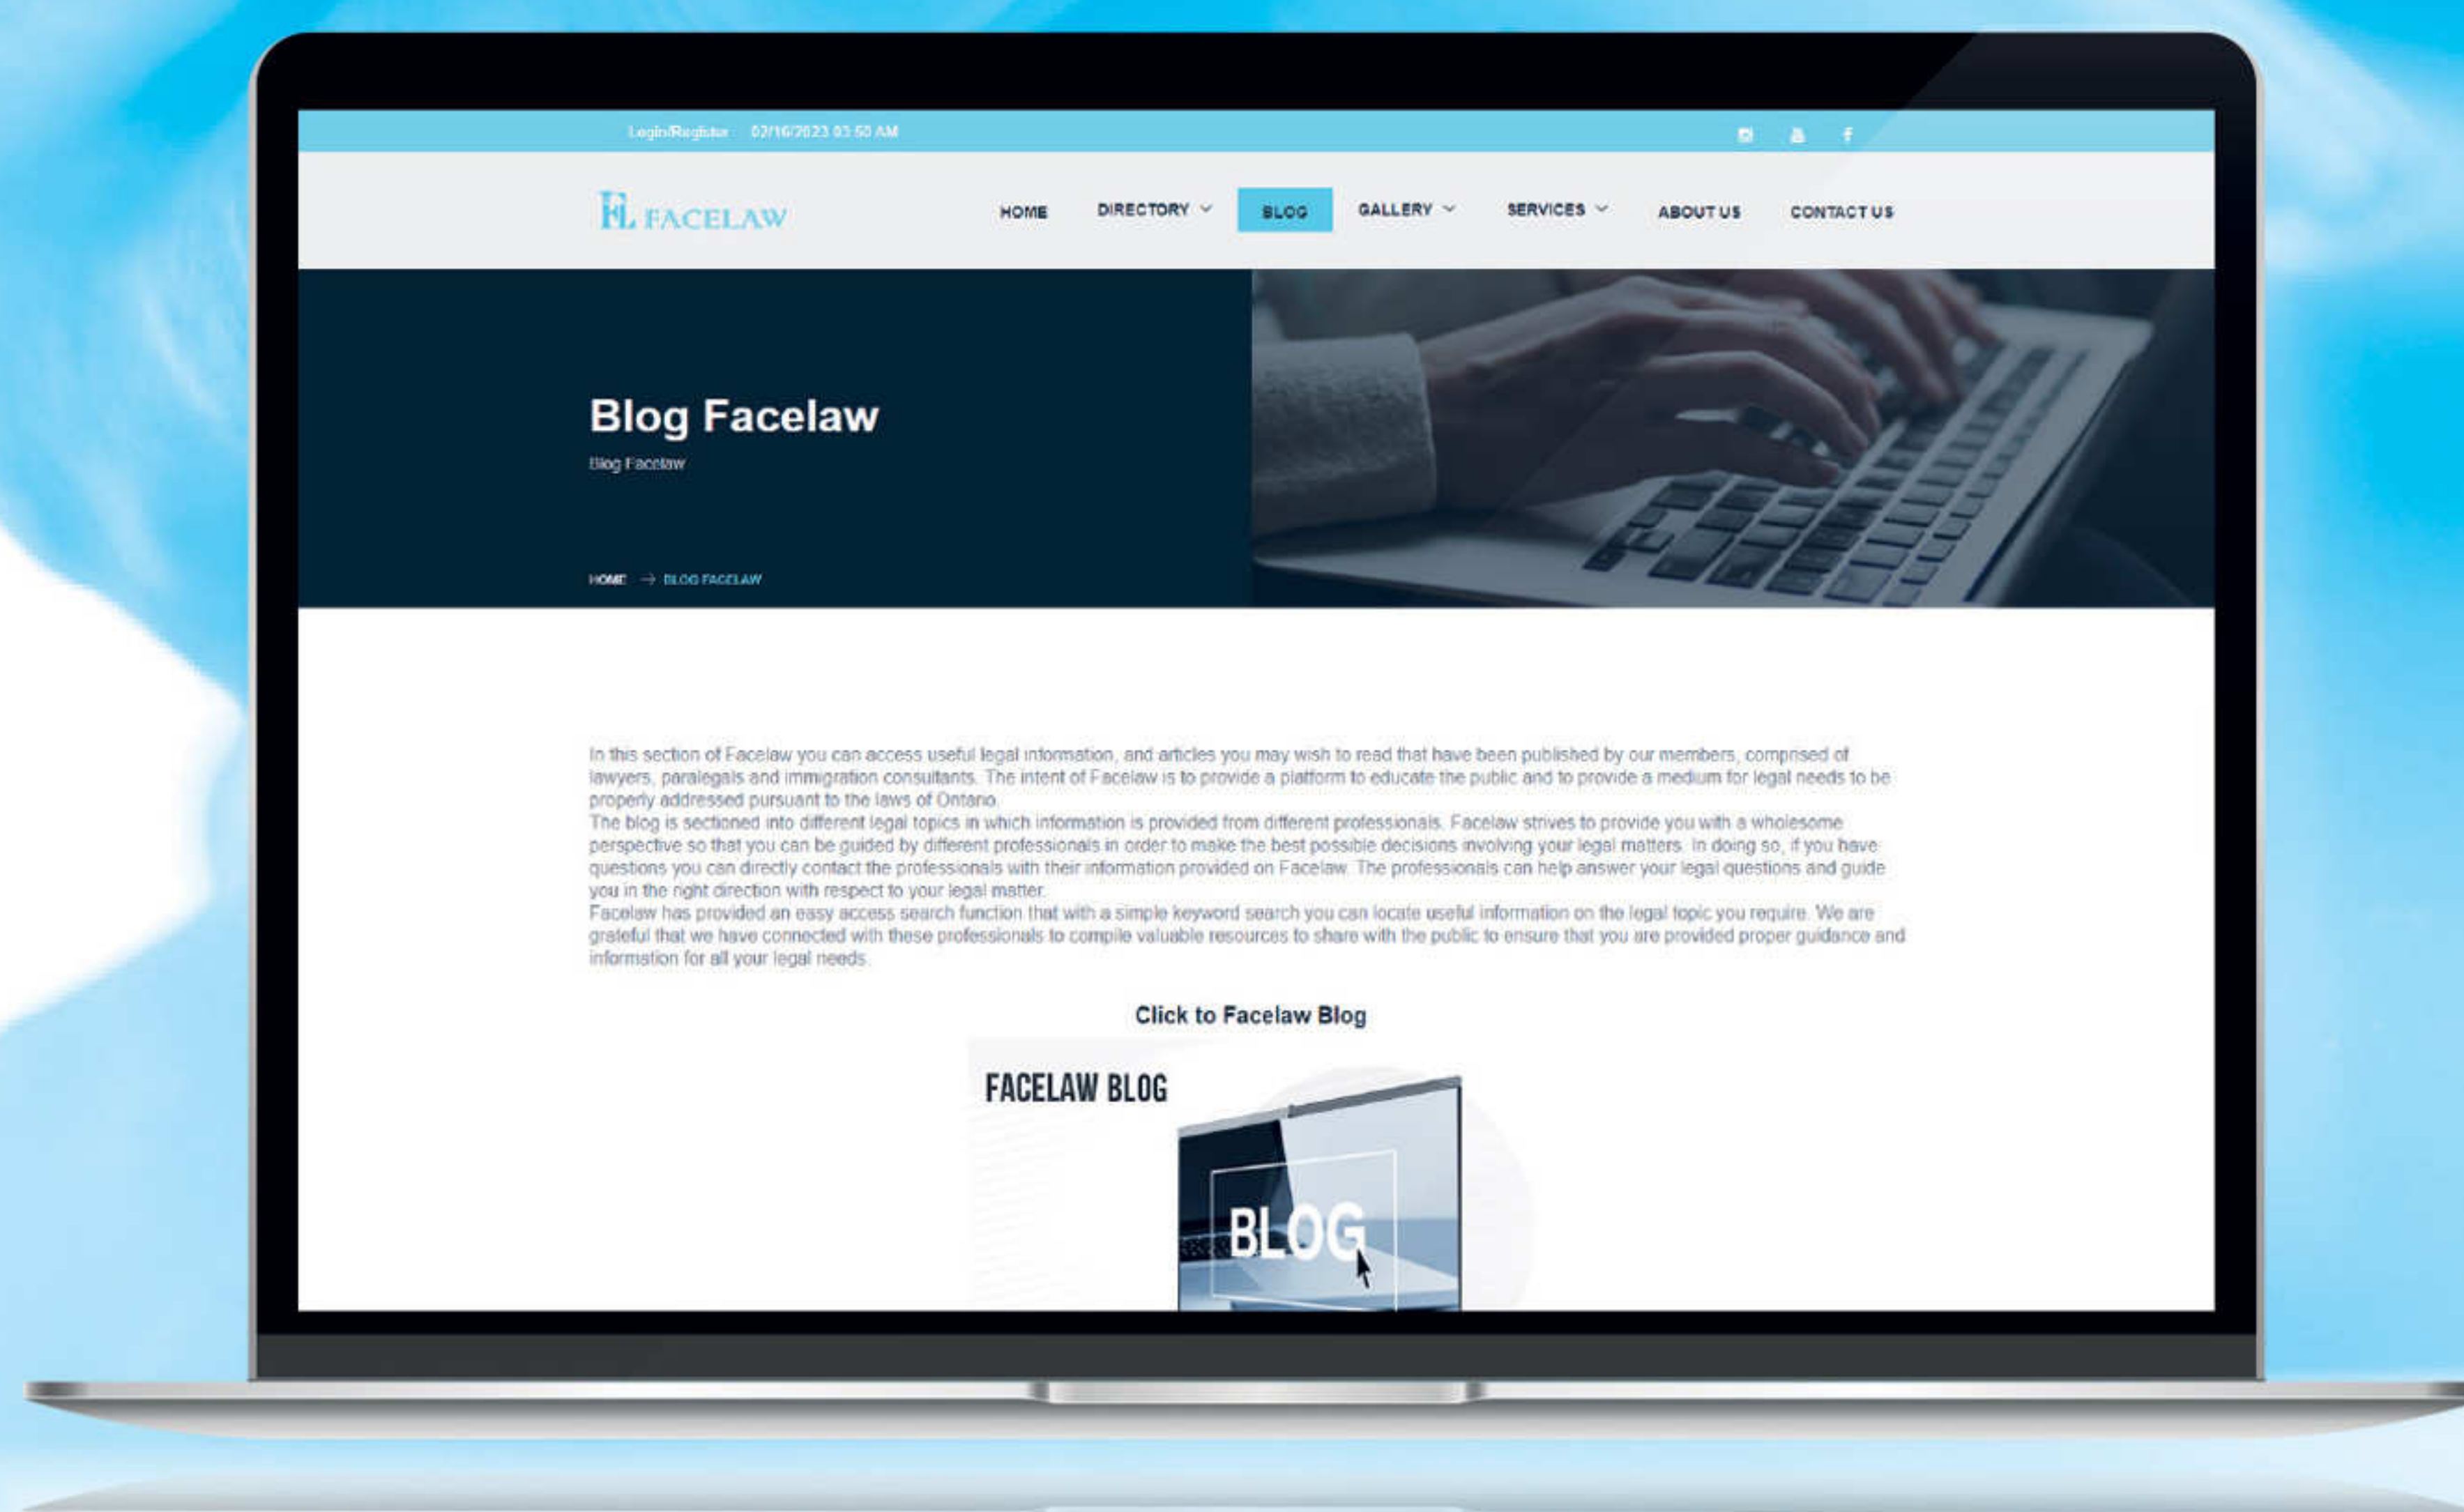 Login/Register 02/16/2023 03:50 AM
FL FACELAW
HOME DIRECTORY BLOG GALLERY SERVICES ABOUT US CONTACT US
Blog Facelaw
Blog Facelaw
HOME → BLOG FACELAW
In this section of Facelaw you can access useful legal information, and articles you may wish to read that have been published by our members, comprised of
lawyers, paralegals and immigration consultants. The intent of Facelaw is to provide a platform to educate the public and to provide a medium for legal needs to be
properly addressed pursuant to the laws of Ontario.
The blog is sectioned into different legal topics in which information is provided from different professionals. Facelaw strives to provide you with a wholesome
perspective so that you can be guided by different professionals in order to make the best possible decisions involving your legal matters. In doing so, if you have
questions you can directly contact the professionals with their information provided on Facelaw. The professionals can help answer your legal questions and guide
you in the right direction with respect to your legal matter.
Facelaw has provided an easy access search function that with a simple keyword search you can locate useful information on the legal topic you require. We are
grateful that we have connected with these professionals to compile valuable resources to share with the public to ensure that you are provided proper guidance and
information for all your legal needs.
Click to Facelaw Blog
FACELAW BLOG
BLOG